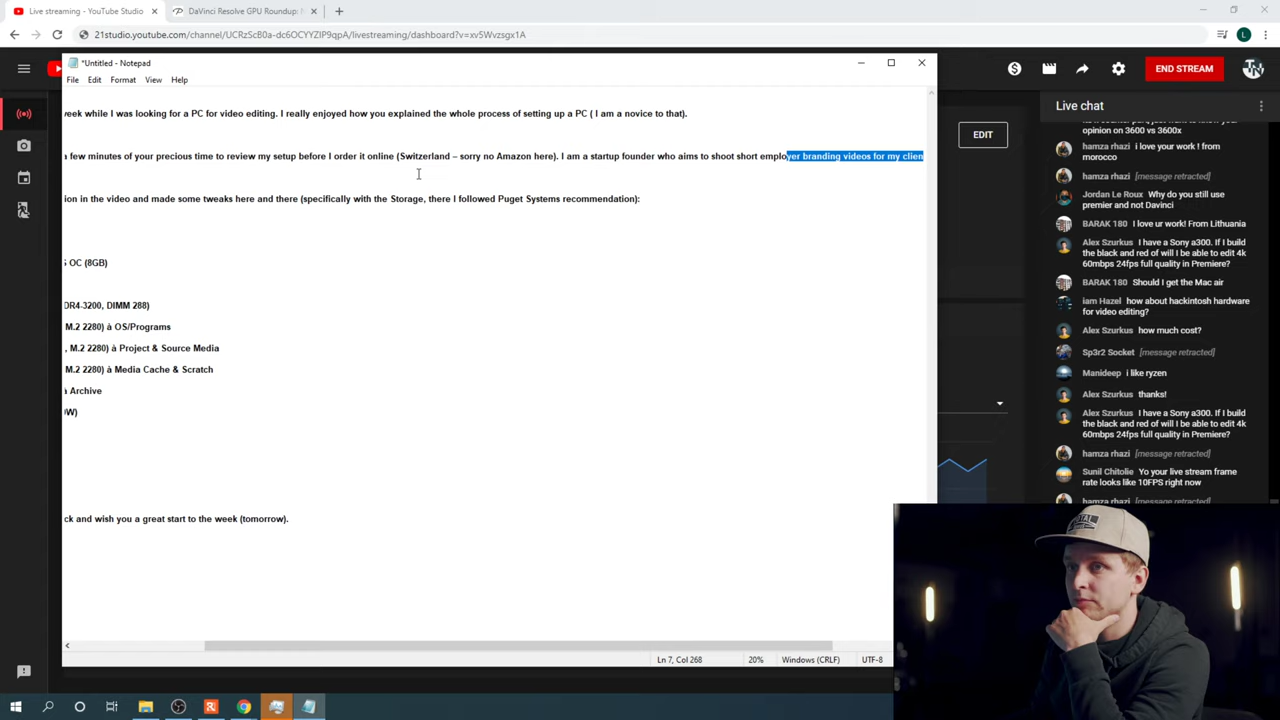 Live streaming - YouTube Studio
DaVinci Resolve GPU Roundup:
21studio.youtube.com/channel/UCRzScB0a-dc6OCYYZIP9qpA/livestreaming/dashboard?v=xv5Wvzsgx1A
L
END STREAM
*Untitled - Notepad
File Edit Format View Help
week while I was looking for a PC for video editing. I really enjoyed how you explained the whole process of setting up a PC ( I am a novice to that).
a few minutes of your precious time to review my setup before I order it online (Switzerland – sorry no Amazon here). I am a startup founder who aims to shoot short employer branding videos for my clien
ion in the video and made some tweaks here and there (specifically with the Storage, there I followed Puget Systems recommendation):
OC (8GB)
DR4-3200, DIMM 288)
M.2 2280) à OS/Programs
, M.2 2280) à Project & Source Media
M.2 2280) à Media Cache & Scratch
à Archive
W)
ck and wish you a great start to the week (tomorrow).
Ln 7, Col 268
20%
Windows (CRLF)
UTF-8
EDIT
Live chat
opinion on 3600 vs 3600x
hamza rhazi i love your work ! from
morocco
hamza rhazi [message retracted]
Jordan Le Roux Why do you still use
premier and not Davinci
BARAK 180 I love ur work! From Lithuania
Alex Szurkus I have a Sony a300. If I build
the black and red of will I be able to edit 4k
60mbps 24fps full quality in Premiere?
BARAK 180 Should I get the Mac air
iam Hazel how about hackintosh hardware
for video editing?
Alex Szurkus how much cost?
Sp3r2 Socket [message retracted]
Manideep i like ryzen
Alex Szurkus thanks!
Alex Szurkus I have a Sony a300. If I build
the black and red of will I be able to edit 4k
60mbps 24fps full quality in Premiere?
hamza rhazi [message retracted]
Sunil Chitolie Yo your live stream frame
rate looks like 10FPS right now
hamza rhazi [message retracted]